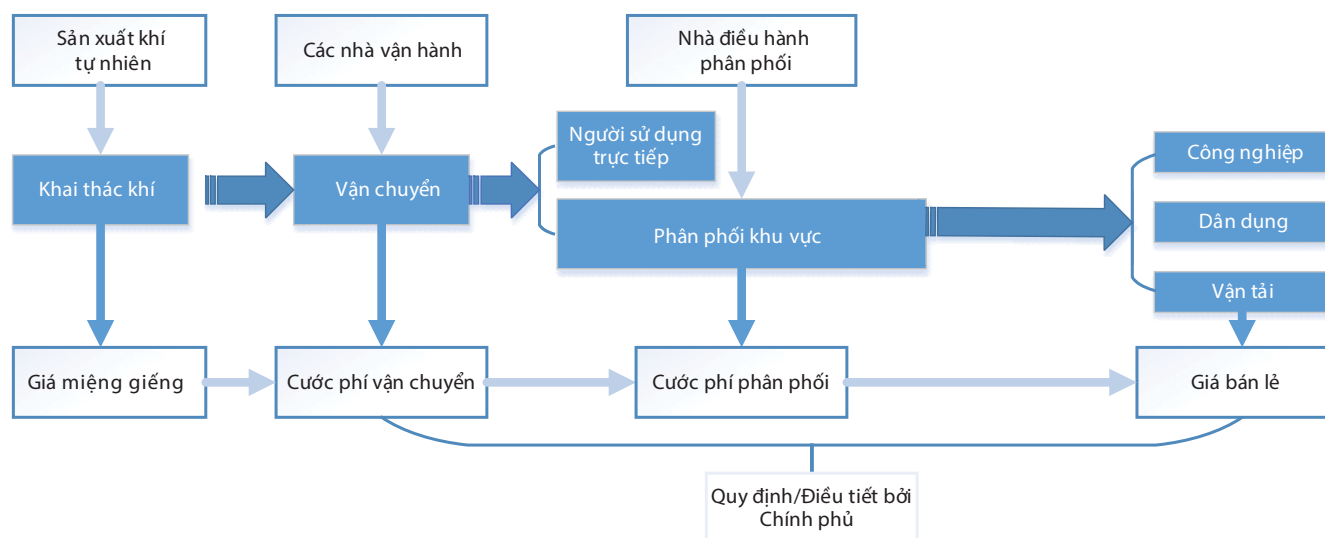 Sản xuất khí
tự nhiên
Các nhà vận hành
Nhà điều hành
phân phối
Người sử dụng
trực tiếp
Công nghiệp
Khai thác khí
Vận chuyển
Phân phối khu vực
Dân dụng
Vận tải
Giá miệng giếng
Cước phí vận chuyển
Cước phí phân phối
Giá bán lẻ
Quy định/Điều tiết bởi
Chính phủ